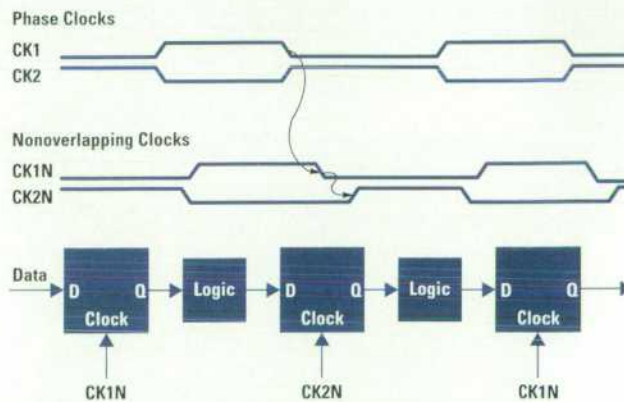 Phase Clocks
CK1
CK2
Nonoverlapping Clocks
CK1N
CK2N
Data
D Q Logic D Q Logic D Q
Clock Clock Clock
CK1N CK2N CK1N